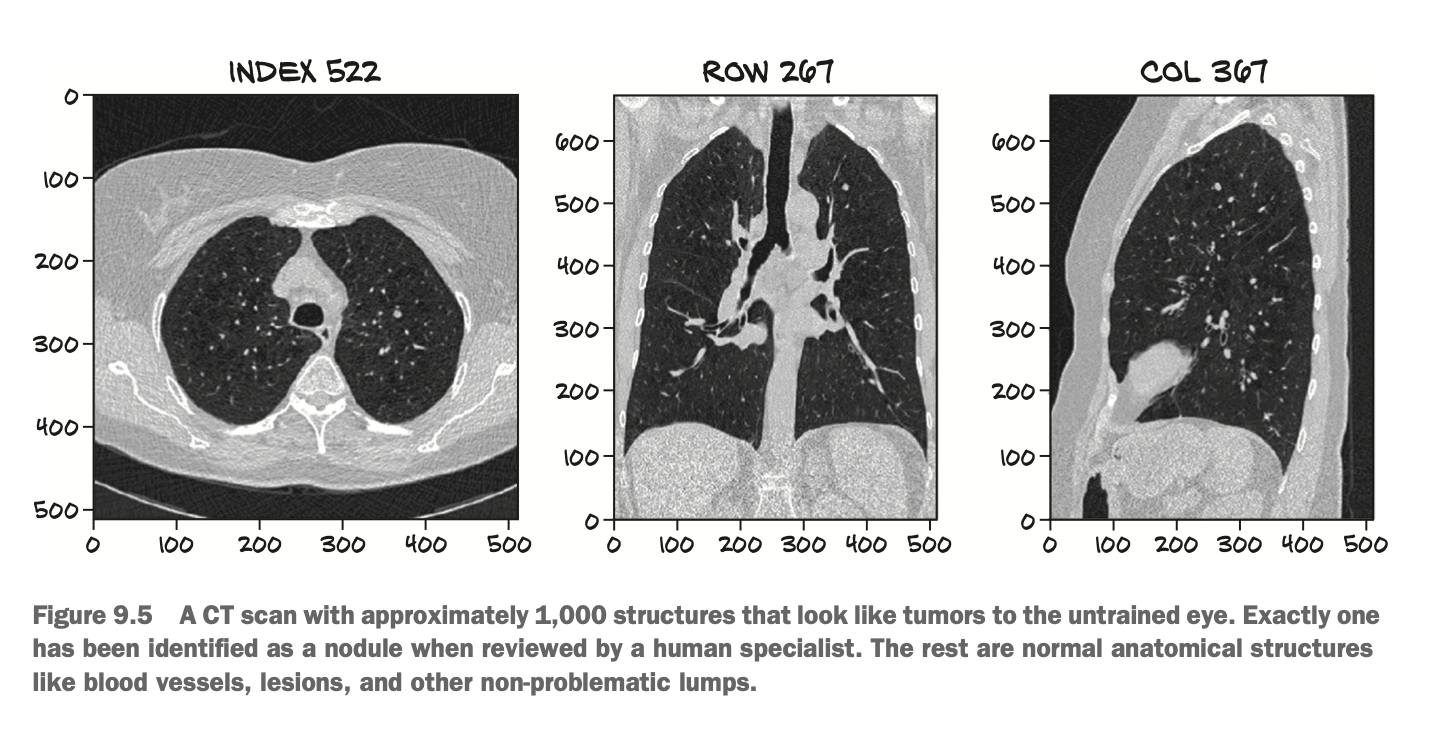 INDEX 522
0
100
200
300
400
500
0 100 200 300 400 500
ROW 267
600
500
400
300
200
100
0
0 100 200 300 400 500
COL 367
600
500
400
300
200
100
0
0 100 200 300 400 500
Figure 9.5 A CT scan with approximately 1,000 structures that look like tumors to the untrained eye. Exactly one
has been identified as a nodule when reviewed by a human specialist. The rest are normal anatomical structures
like blood vessels, lesions, and other non-problematic lumps.